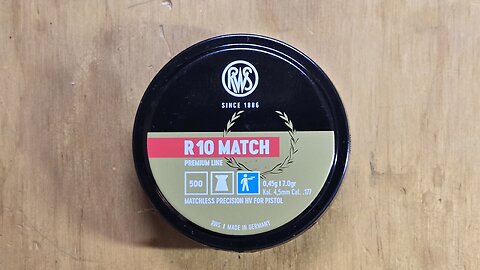 RWS
SINCE 1886
R 10 MATCH
PREMIUM LINE
500
0,45g | 7.0gr
Kal. 4,5mm Cal. .177
MATCHLESS PRECISION HV FOR PISTOL
RWS | MADE IN GERMANY